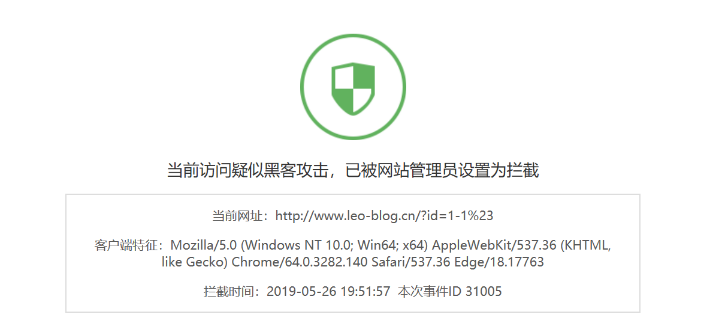 当前访问疑似黑客攻击，已被网站管理员设置为拦截
当前网址：http://www.leo-blog.cn/?id=1-1%23
客户端特征：Mozilla/5.0 (Windows NT 10.0; Win64; x64) AppleWebKit/537.36 (KHTML,
like Gecko) Chrome/64.0.3282.140 Safari/537.36 Edge/18.17763
拦截时间：2019-05-26 19:51:57 本次事件ID 31005